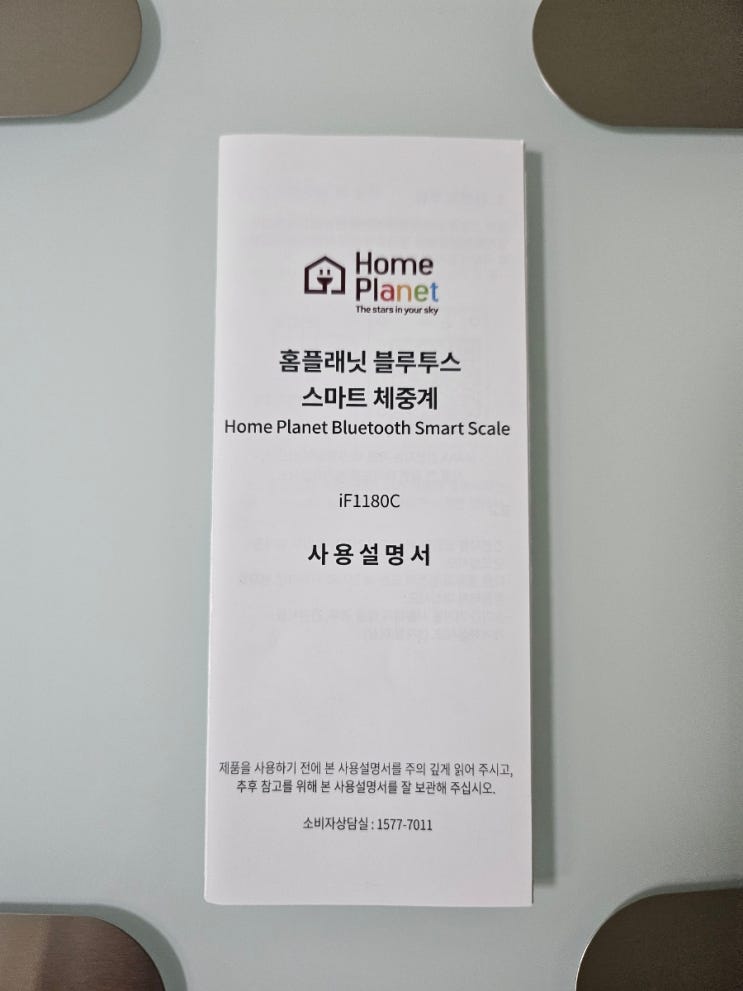 Home
Planet
The stars in your sky
홈플래닛 블루투스
스마트 체중계
Home Planet Bluetooth Smart Scale
iF1180C
사용설명서
제품을 사용하기 전에 본 사용설명서를 주의 깊게 읽어 주시고,
추후 참고를 위해 본 사용설명서를 잘 보관해 주십시오.
소비자상담실 : 1577-7011